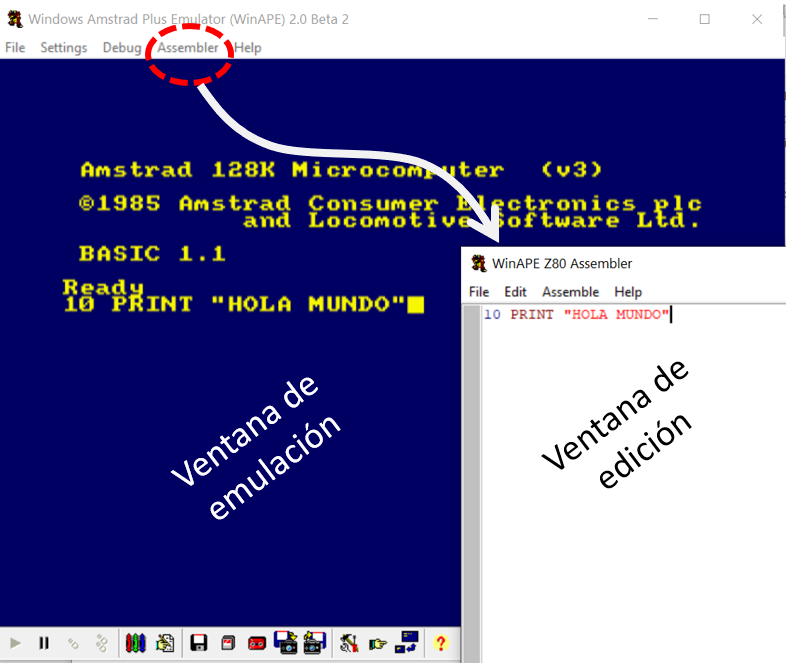 Windows Amstrad Plus Emulator (WinAPE) 2.0 Beta 2
File Settings Debug Assembler Help
Amstrad 128K Microcomputer (v3)
©1985 Amstrad Consumer Electronics plc
and Locomotive Software Ltd.
BASIC 1.1
Ready
10 PRINT "HOLA MUNDO"
Ventana de
emulación
WinAPE Z80 Assembler
File Edit Assemble Help
10 PRINT "HOLA MUNDO"
Ventana de
edición
?